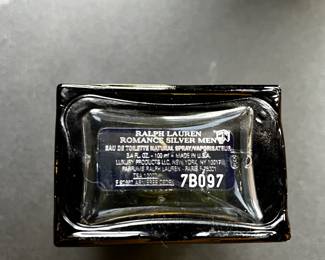 RALPH LAUREN
ROMANCE SILVER MEN
EAU DE TOILETTE NATURAL SPRAY/VAPORISATEUR
3.4 FL. OZ. - 100 ml • MADE IN U.S.A.
LUXURY PRODUCTS LLC, NEW YORK, NY
PARFUMS RALPH LAUREN - PARIS
7B097